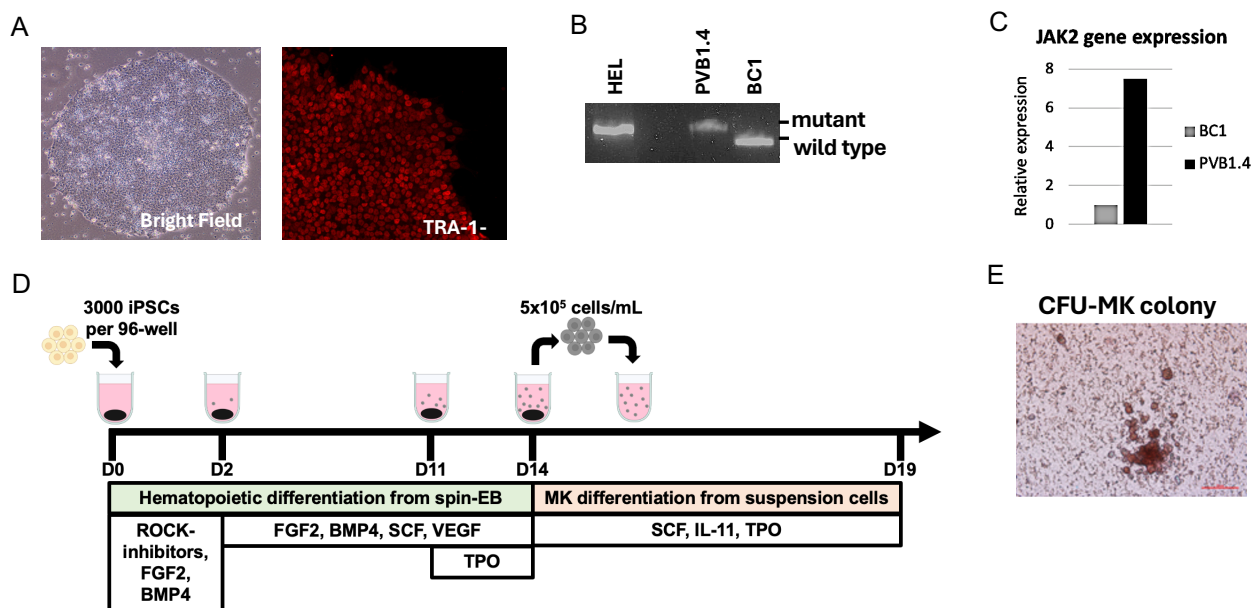 A
Bright Field
TRA-1-
B
HEL
PVB1.4
BC1
mutant
wild type
C
JAK2 gene expression
Relative expression
8
6
4
2
0
BC1
PVB1.4
D
3000 iPSCs
per 96-well
5x10⁵ cells/mL
D0
D2
D11
D14
D19
Hematopoietic differentiation from spin-EB
MK differentiation from suspension cells
ROCK-
inhibitors,
FGF2,
BMP4
FGF2, BMP4, SCF, VEGF
TPO
SCF, IL-11, TPO
E
CFU-MK colony